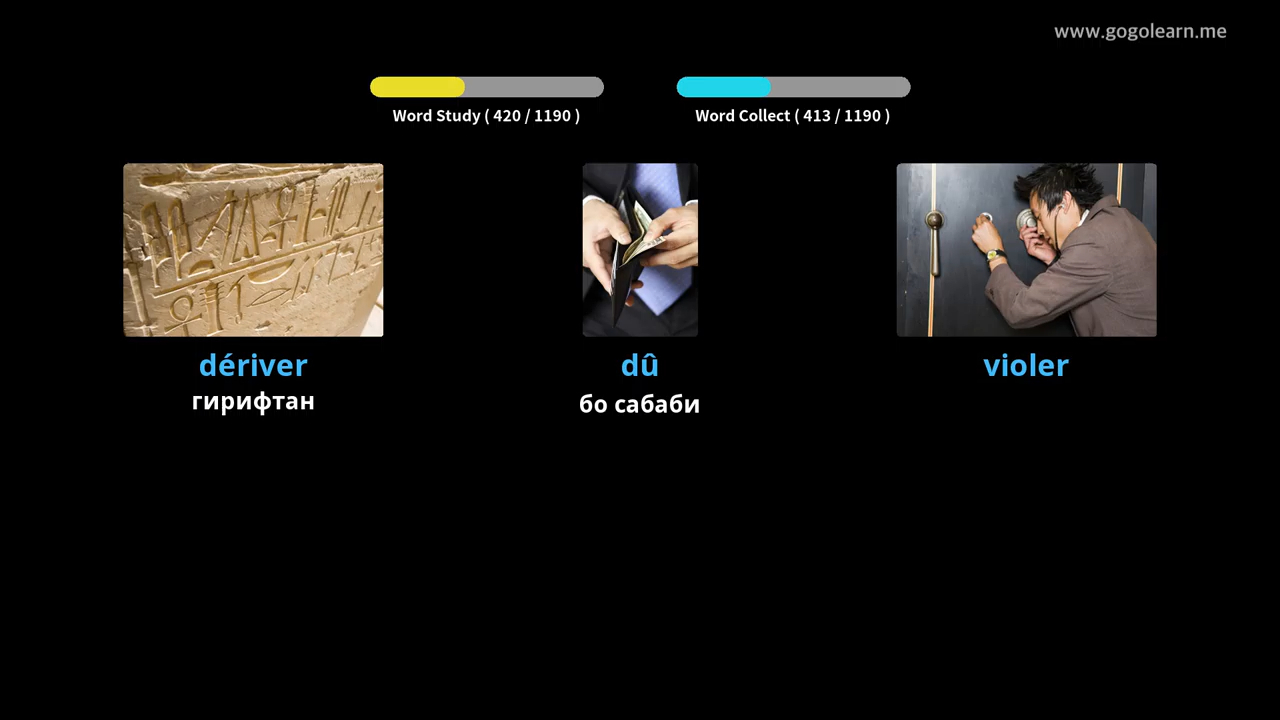 www.gogolearn.me
Word Study ( 420 / 1190 )
Word Collect ( 413 / 1190 )
dériver
гирифтан
dû
бо сабаби
violer